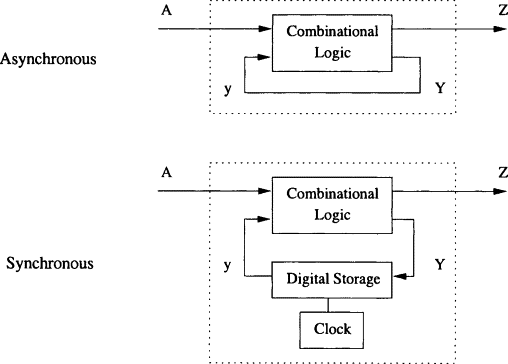 A
Z
Combinational
Logic
Asynchronous
y
Y
A
Z
Combinational
Logic
Synchronous
y
Y
Digital Storage
Clock